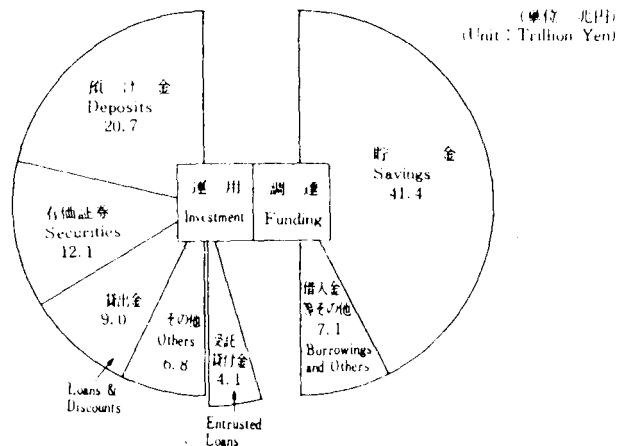 (単位 兆円)
(Unit : Trillion Yen)
預け金
Deposits
20.7
有価証券
Securities
12.1
貸出金
9.0
Loans &
Discounts
その他
Others
6.8
受託
貸付金
4.1
Entrusted
Loans
運用
Investment
調達
Funding
貯金
Savings
41.4
借入金
等その他
7.1
Borrowings
and Others